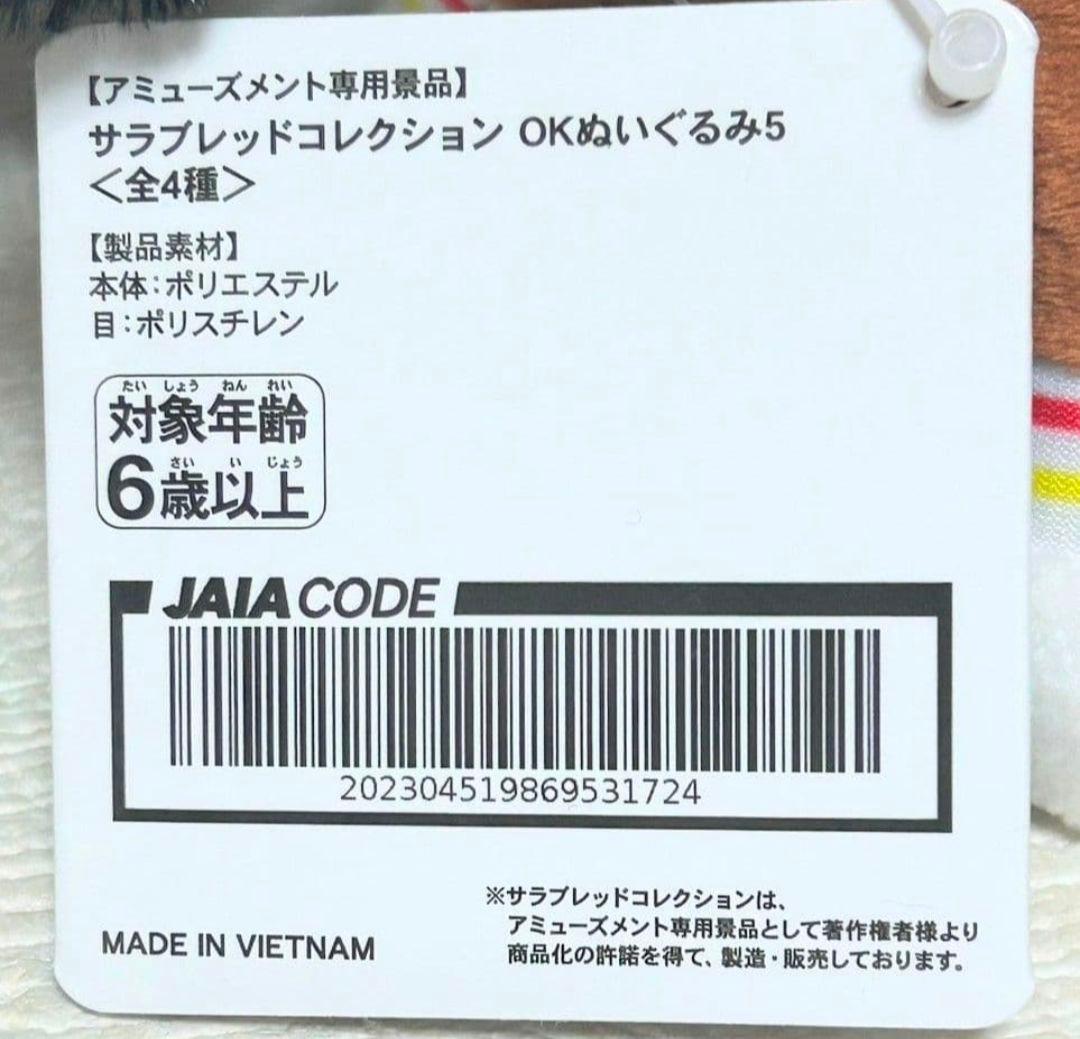 【アミューズメント専用景品】
サラブレッドコレクション OKぬいぐるみ5
＜全4種＞
【製品素材】
本体：ポリエステル
目：ポリスチレン
たい しょう ねん れい
対象年齢
さい い じょう
6歳以上
JAIA CODE
202304519869531724
※サラブレッドコレクションは、
アミューズメント専用景品として著作権者様より
商品化の許諾を得て、製造・販売しております。
MADE IN VIETNAM